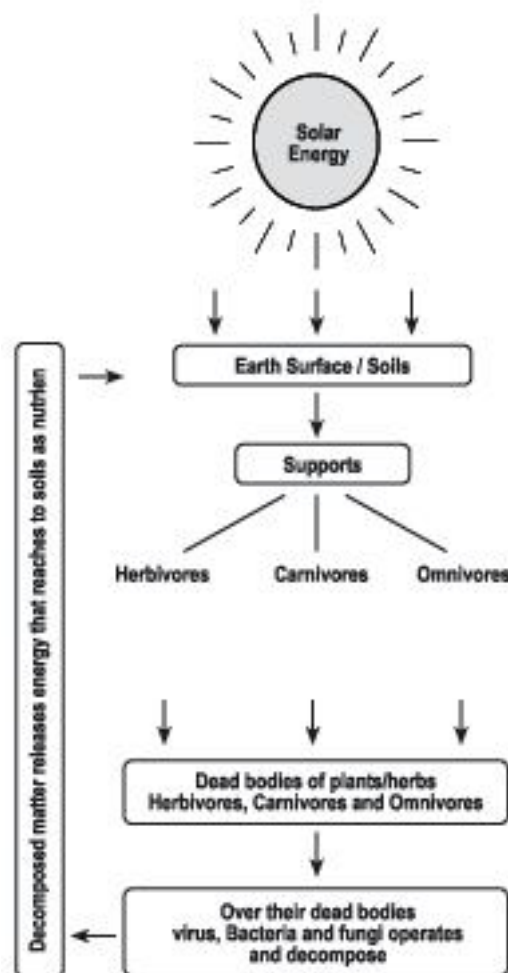 Solar
Energy
Earth Surface / Soils
Supports
Herbivores
Carnivores
Omnivores
Dead bodies of plants/herbs
Herbivores, Carnivores and Omnivores
Over their dead bodies
virus, Bacteria and fungi operates
and decompose
Decomposed matter releases energy that reaches to soils as nutrien